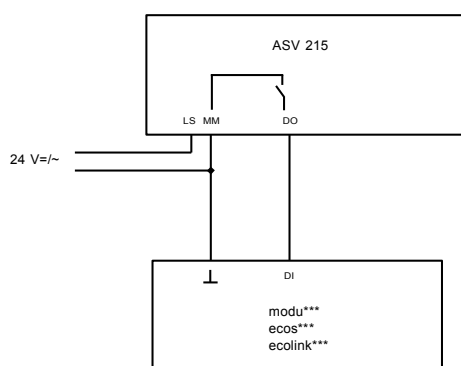 ASV 215
LS MM DO
24 V=/~
DI
modu***
ecos***
ecolink***